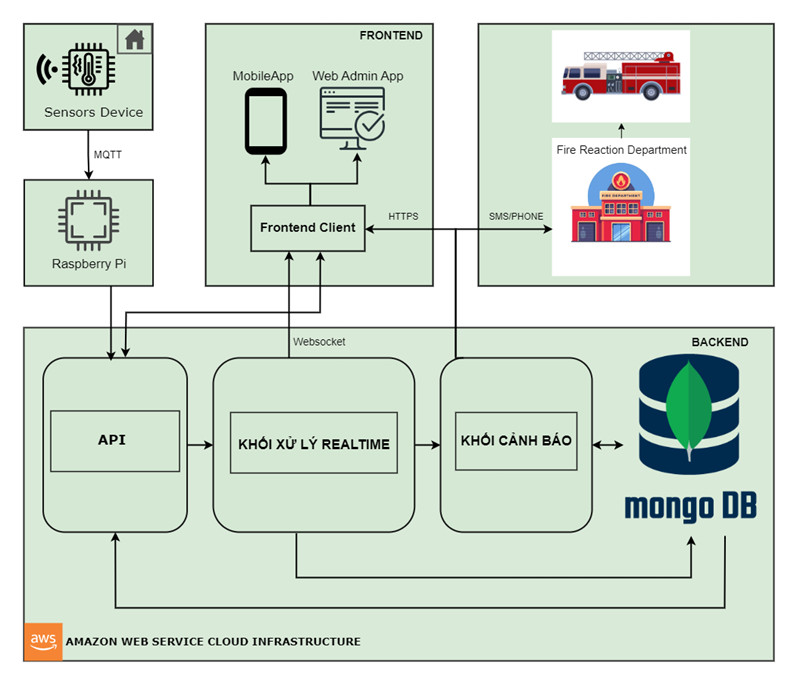 FRONTEND
MobileApp
Web Admin App
Sensors Device
MQTT
Fire Reaction Department
FIRE DEPARTMENT
Raspberry Pi
Frontend Client
HTTPS
SMS/PHONE
Websocket
BACKEND
API
KHỐI XỬ LÝ REALTIME
KHỐI CẢNH BÁO
mongo DB
aws
AMAZON WEB SERVICE CLOUD INFRASTRUCTURE